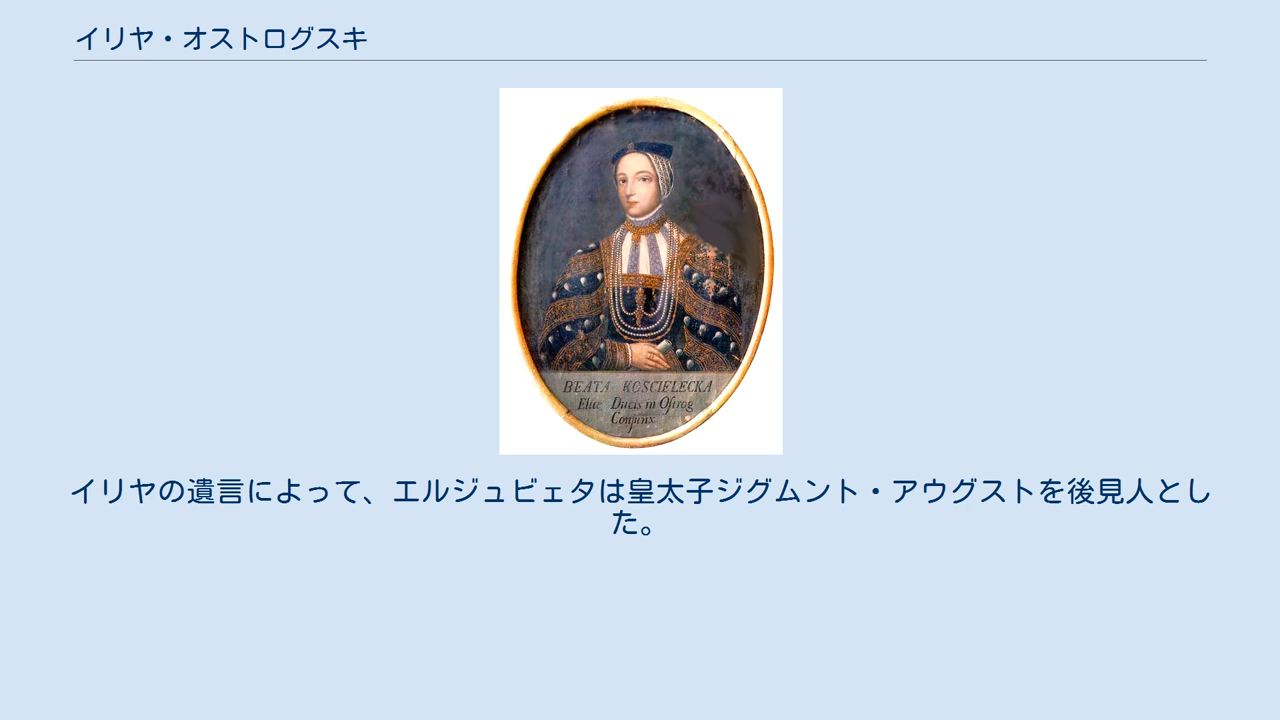 イリヤ・オストログスキ
BEATA KOSCIELECKA
Eliæ Ducis in Ostrog
Conjunx
イリヤの遺言によって、エルジュビェタは皇太子ジグムント・アウグストを後見人とし
た。